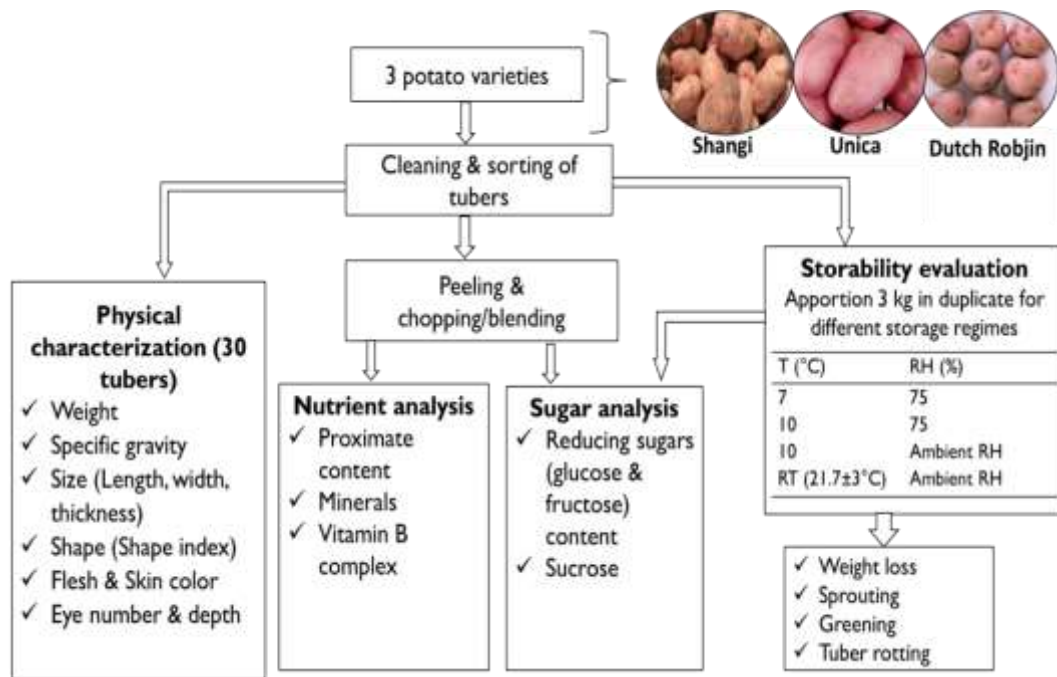 3 potato varieties
Shangi
Unica
Dutch Robjin
Cleaning & sorting of
tubers
Physical
characterization (30
tubers)
✓ Weight
✓ Specific gravity
✓ Size (Length, width,
thickness)
✓ Shape (Shape index)
✓ Flesh & Skin color
✓ Eye number & depth
Peeling &
chopping/blending
Nutrient analysis
✓ Proximate
content
✓ Minerals
✓ Vitamin B
complex
Sugar analysis
✓ Reducing sugars
(glucose &
fructose)
content
✓ Sucrose
Storability evaluation
Apportion 3 kg in duplicate for
different storage regimes
T (°C) RH (%)
7 75
10 75
10 Ambient RH
RT (21.7±3°C) Ambient RH
✓ Weight loss
✓ Sprouting
✓ Greening
✓ Tuber rotting